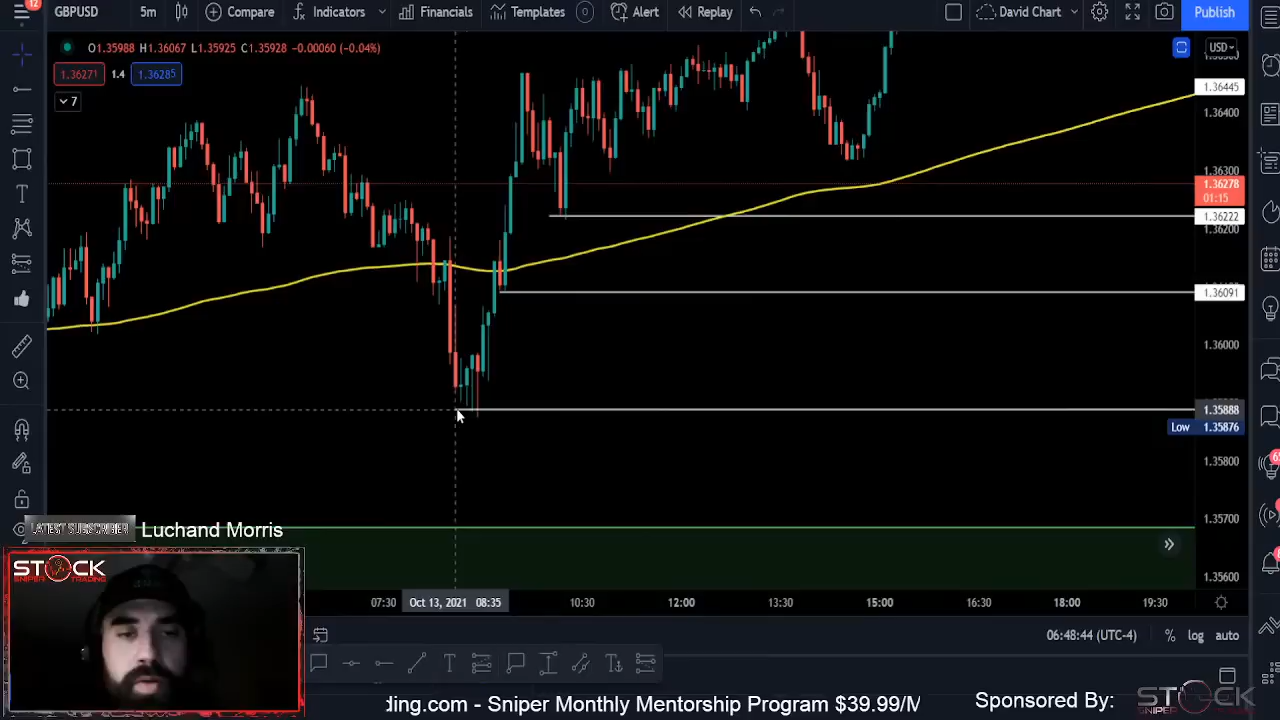 12
GBPUSD 5m Compare Indicators Financials Templates Alert Replay David Chart Publish
O1.35988 H1.36067 L1.35925 C1.35928 −0.00060 (−0.04%)
USD
1.36271 1.4 1.36285
1.36445
7
1.36400
1.36300
1.36278
01:15
1.36222
1.36200
1.36091
1.36000
1.35888
Low 1.35876
1.35800
1.35700
LATEST SUBSCRIBER Luchand Morris
1.35600
STOCK
SNIPER TRADING
07:30 Oct 13, 2021 08:35 10:30 12:00 13:30 15:00 16:30 18:00 19:30
06:48:44 (UTC-4) % log auto
ding.com - Sniper Monthly Mentorship Program $39.99/M
Sponsored By:
STOCK